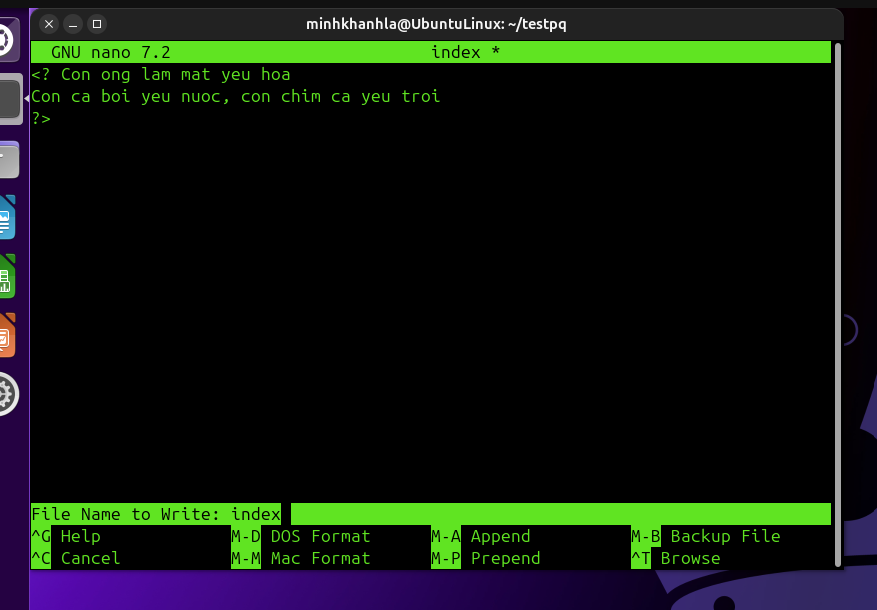 minhkhanhla@UbuntuLinux: ~/testpq
GNU nano 7.2 index *
<? Con ong lam mat yeu hoa
Con ca boi yeu nuoc, con chim ca yeu troi
?>
File Name to Write: index
^G Help M-D DOS Format M-A Append M-B Backup File
^C Cancel M-M Mac Format M-P Prepend ^T Browse